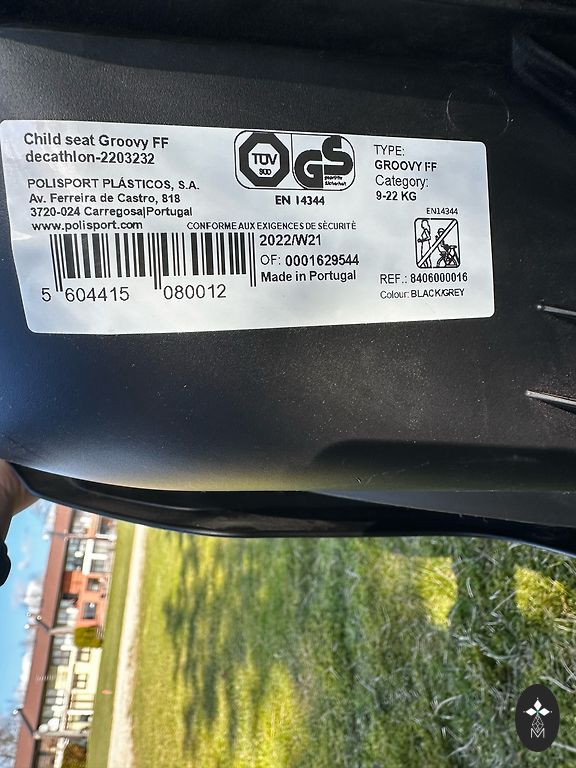 Child seat Groovy FF
decathlon-2203232
POLISPORT PLÁSTICOS, S.A.
Av. Ferreira de Castro, 818
3720-024 Carregosa|Portugal
www.polisport.com
CONFORME AUX EXIGENCES DE SÉCURITÉ
5 604415 080012
2022/W21
OF: 0001629544
Made in Portugal
TÜV
SÜD
GS
geprüfte
Sicherheit
EN 14344
TYPE:
GROOVY FF
Category:
9-22 KG
EN14344
REF.: 8406000016
Colour: BLACK/GREY
M